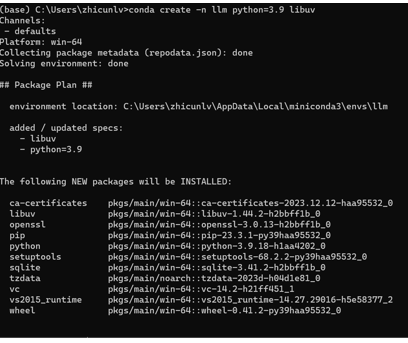 (base) C:\Users\zhicunlv>conda create -n llm python=3.9 libuv
Channels:
 - defaults
Platform: win-64
Collecting package metadata (repodata.json): done
Solving environment: done

## Package Plan ##

  environment location: C:\Users\zhicunlv\AppData\Local\miniconda3\envs\llm

  added / updated specs:
    - libuv
    - python=3.9


The following NEW packages will be INSTALLED:

  ca-certificates    pkgs/main/win-64::ca-certificates-2023.12.12-haa95532_0
  libuv              pkgs/main/win-64::libuv-1.44.2-h2bbff1b_0
  openssl            pkgs/main/win-64::openssl-3.0.13-h2bbff1b_0
  pip                pkgs/main/win-64::pip-23.3.1-py39haa95532_0
  python             pkgs/main/win-64::python-3.9.18-h1aa4202_0
  setuptools         pkgs/main/win-64::setuptools-68.2.2-py39haa95532_0
  sqlite             pkgs/main/win-64::sqlite-3.41.2-h2bbff1b_0
  tzdata             pkgs/main/noarch::tzdata-2023d-h04d1e81_0
  vc                 pkgs/main/win-64::vc-14.2-h21ff451_1
  vs2015_runtime     pkgs/main/win-64::vs2015_runtime-14.27.29016-h5e58377_2
  wheel              pkgs/main/win-64::wheel-0.41.2-py39haa95532_0